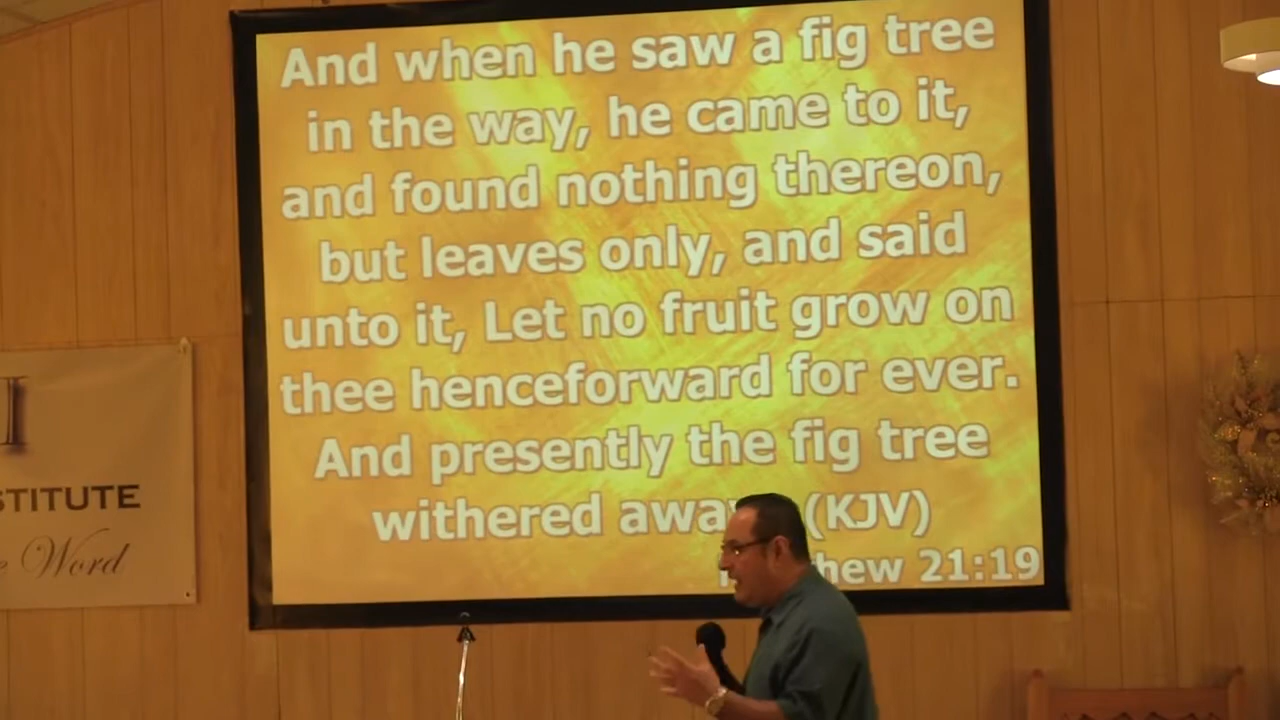 And when he saw a fig tree
in the way, he came to it,
and found nothing thereon,
but leaves only, and said
unto it, Let no fruit grow on
thee henceforward for ever.
And presently the fig tree
withered away (KJV)
hew 21:19
I
STITUTE
e Word